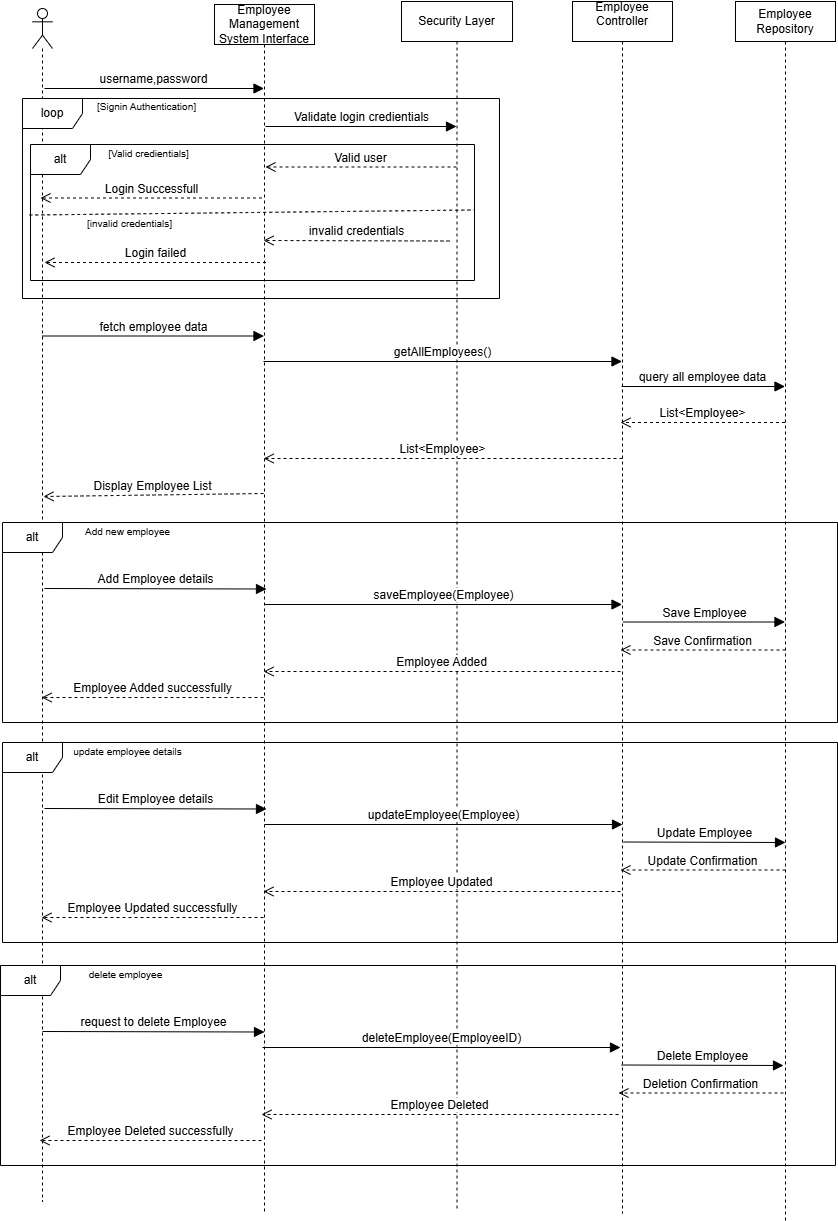 Employee
Management
System Interface
Security Layer
Employee
Controller
Employee
Repository
username,password
loop
[Signin Authentication]
Validate login credientials
alt
[Valid credientials]
Valid user
Login Successfull
[invalid credentials]
invalid credentials
Login failed
fetch employee data
getAllEmployees()
query all employee data
List<Employee>
List<Employee>
Display Employee List
alt
Add new employee
Add Employee details
saveEmployee(Employee)
Save Employee
Save Confirmation
Employee Added
Employee Added successfully
alt
update employee details
Edit Employee details
updateEmployee(Employee)
Update Employee
Update Confirmation
Employee Updated
Employee Updated successfully
alt
delete employee
request to delete Employee
deleteEmployee(EmployeeID)
Delete Employee
Deletion Confirmation
Employee Deleted
Employee Deleted successfully